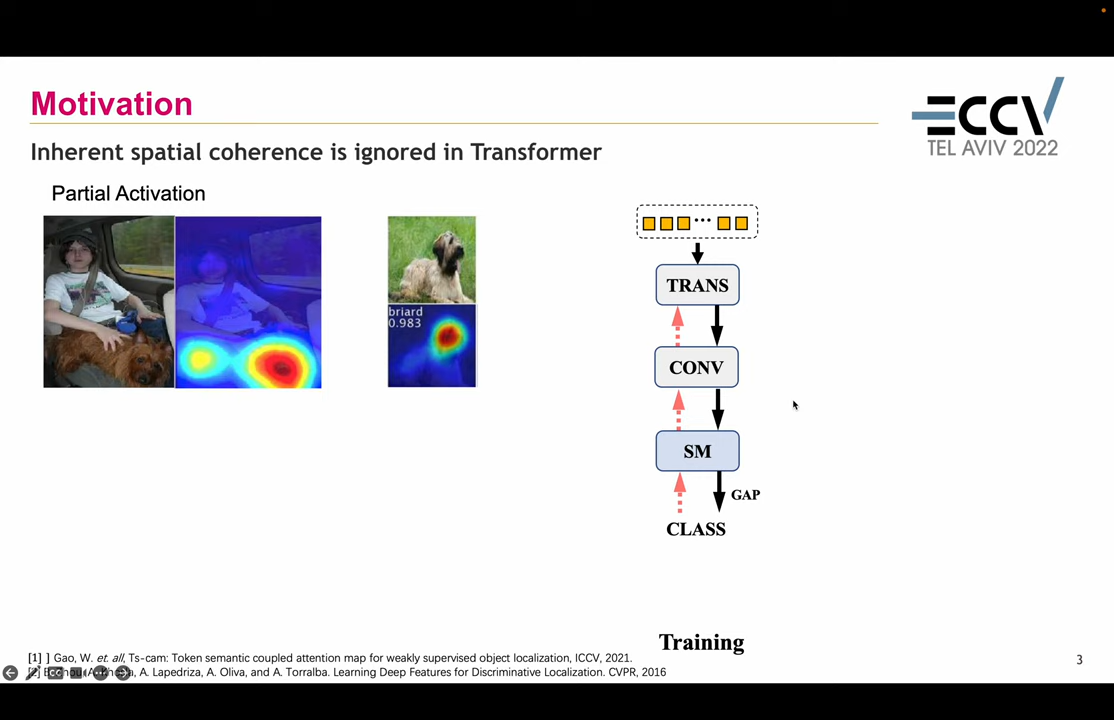 Motivation
ECCV
TEL AVIV 2022
Inherent spatial coherence is ignored in Transformer
Partial Activation
briard
0.983
TRANS
CONV
SM
GAP
CLASS
Training
[1] ] Gao, W. et. all, Ts-cam: Token semantic coupled attention map for weakly supervised object localization, ICCV, 2021.
A. Lapedriza, A. Oliva, and A. Torralba. Learning Deep Features for Discriminative Localization. CVPR, 2016
3